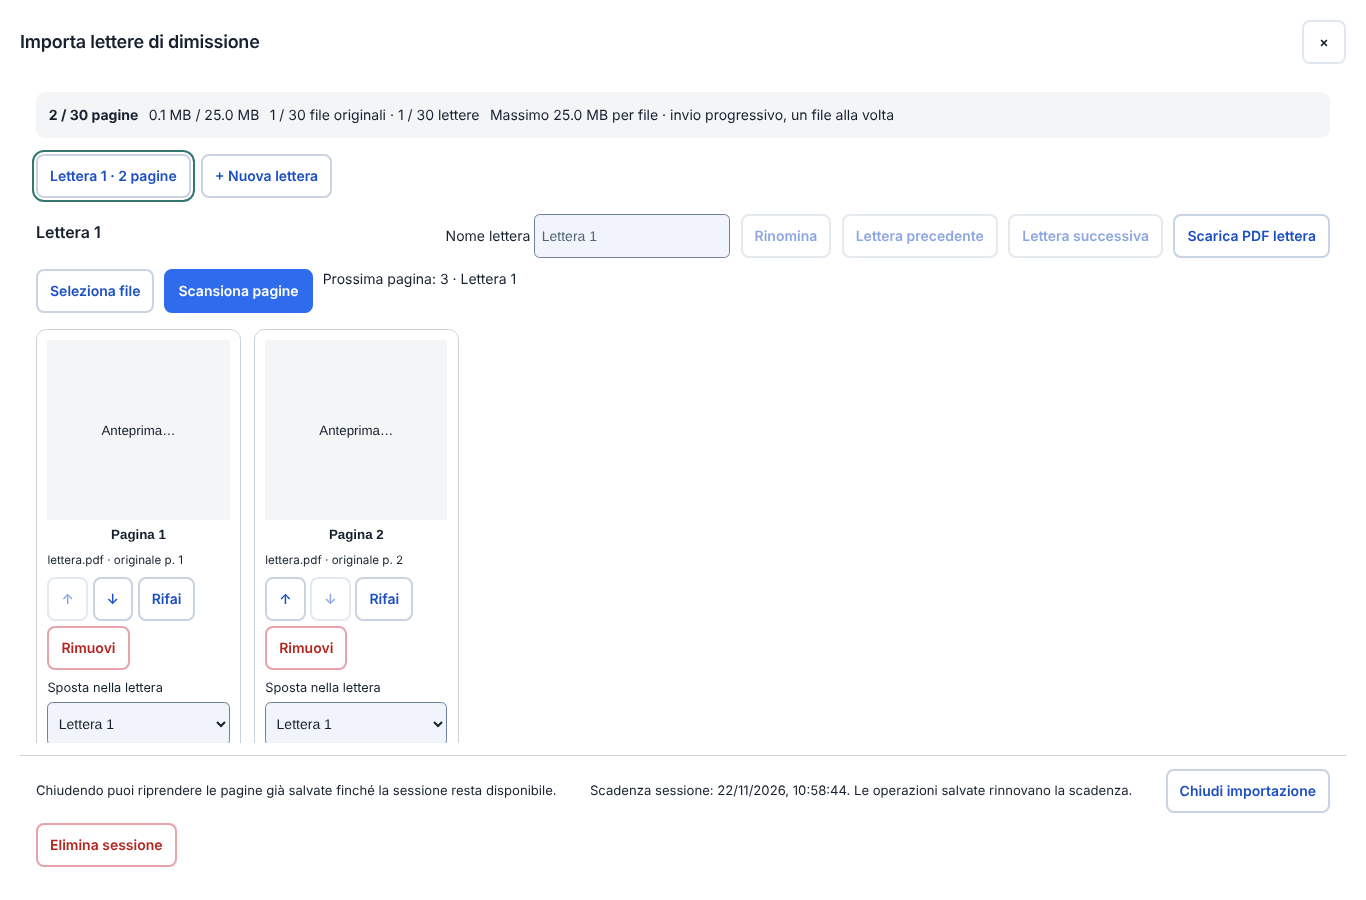 Importa lettere di dimissione
×
2 / 30 pagine 0.1 MB / 25.0 MB 1 / 30 file originali · 1 / 30 lettere Massimo 25.0 MB per file · invio progressivo, un file alla volta
Lettera 1 · 2 pagine + Nuova lettera
Lettera 1 Nome lettera Lettera 1 Rinomina Lettera precedente Lettera successiva Scarica PDF lettera
Seleziona file Scansiona pagine Prossima pagina: 3 · Lettera 1
Anteprima… Anteprima…
Pagina 1 Pagina 2
lettera.pdf · originale p. 1 lettera.pdf · originale p. 2
↑ ↓ Rifai ↑ ↓ Rifai
Rimuovi Rimuovi
Sposta nella lettera Sposta nella lettera
Lettera 1 Lettera 1
Chiudendo puoi riprendere le pagine già salvate finché la sessione resta disponibile. Scadenza sessione: 22/11/2026, 10:58:44. Le operazioni salvate rinnovano la scadenza. Chiudi importazione
Elimina sessione